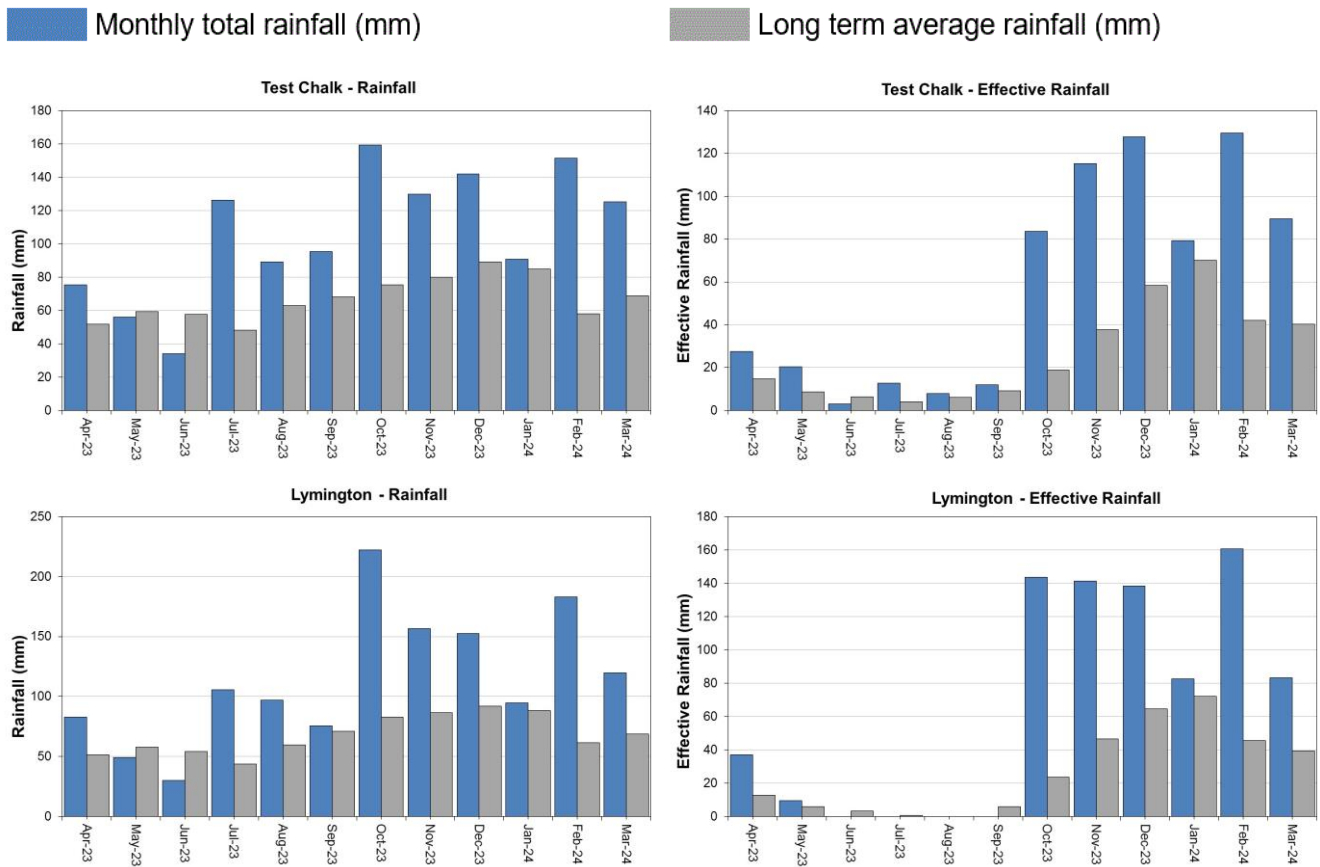 Monthly total rainfall (mm)
Long term average rainfall (mm)
Test Chalk - Rainfall
Rainfall (mm)
180
160
140
120
100
80
60
40
20
0
Apr-23
May-23
Jun-23
Jul-23
Aug-23
Sep-23
Oct-23
Nov-23
Dec-23
Jan-24
Feb-24
Mar-24
Test Chalk - Effective Rainfall
Effective Rainfall (mm)
140
120
100
80
60
40
20
0
Apr-23
May-23
Jun-23
Jul-23
Aug-23
Sep-23
Oct-23
Nov-23
Dec-23
Jan-24
Feb-24
Mar-24
Lymington - Rainfall
Rainfall (mm)
250
200
150
100
50
0
Apr-23
May-23
Jun-23
Jul-23
Aug-23
Sep-23
Oct-23
Nov-23
Dec-23
Jan-24
Feb-24
Mar-24
Lymington - Effective Rainfall
Effective Rainfall (mm)
180
160
140
120
100
80
60
40
20
0
Apr-23
May-23
Jun-23
Jul-23
Aug-23
Sep-23
Oct-23
Nov-23
Dec-23
Jan-24
Feb-24
Mar-24